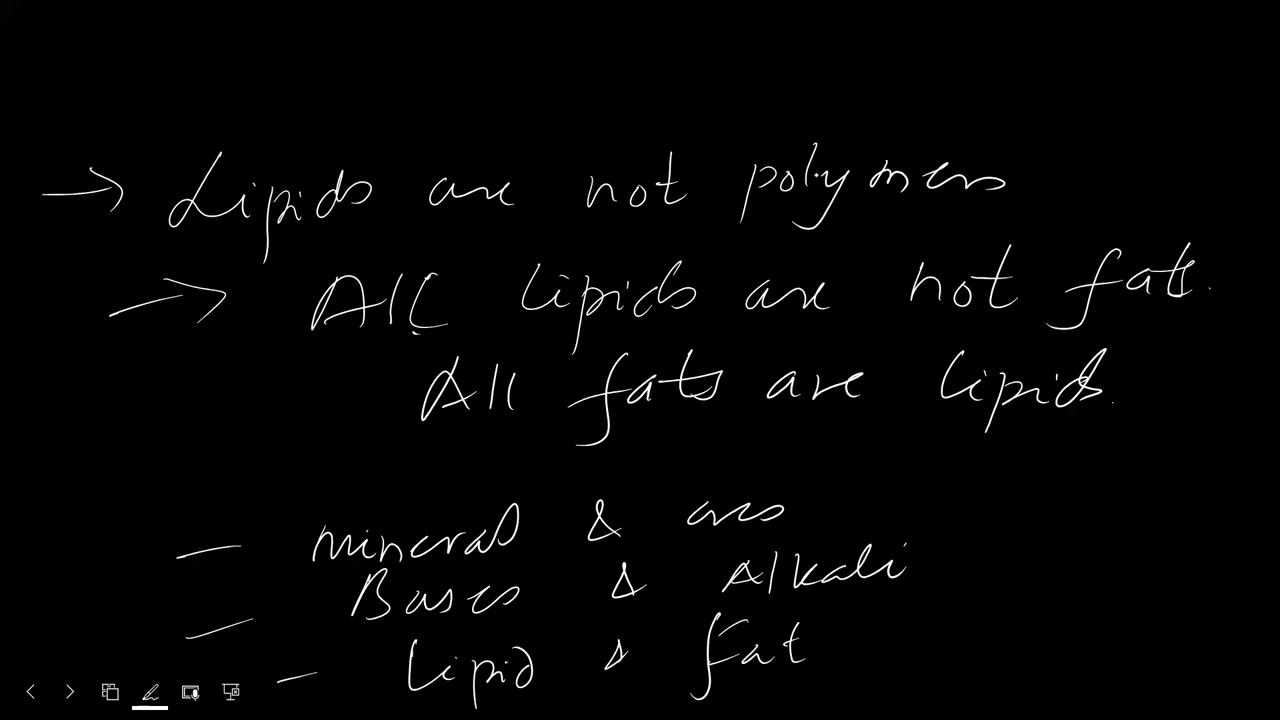 → Lipids are not polymers
→ All lipids are not fats.
All fats are lipids.
- minerals & ores
- Bases & Alkali
- Lipid & Fat